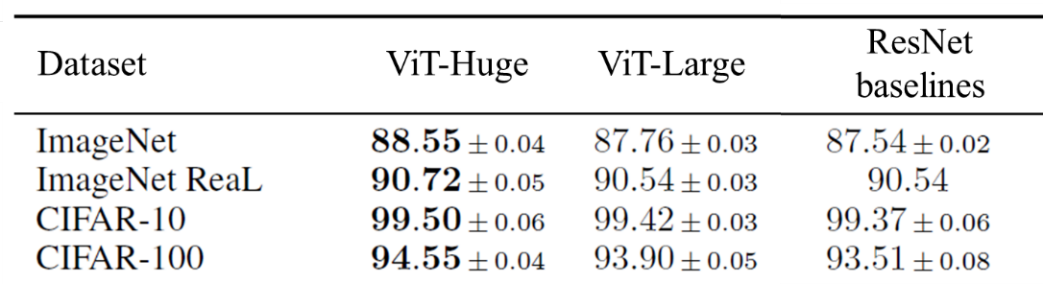 Dataset ViT-Huge ViT-Large ResNet baselines
ImageNet 88.55 ± 0.04 87.76 ± 0.03 87.54 ± 0.02
ImageNet ReaL 90.72 ± 0.05 90.54 ± 0.03 90.54
CIFAR-10 99.50 ± 0.06 99.42 ± 0.03 99.37 ± 0.06
CIFAR-100 94.55 ± 0.04 93.90 ± 0.05 93.51 ± 0.08